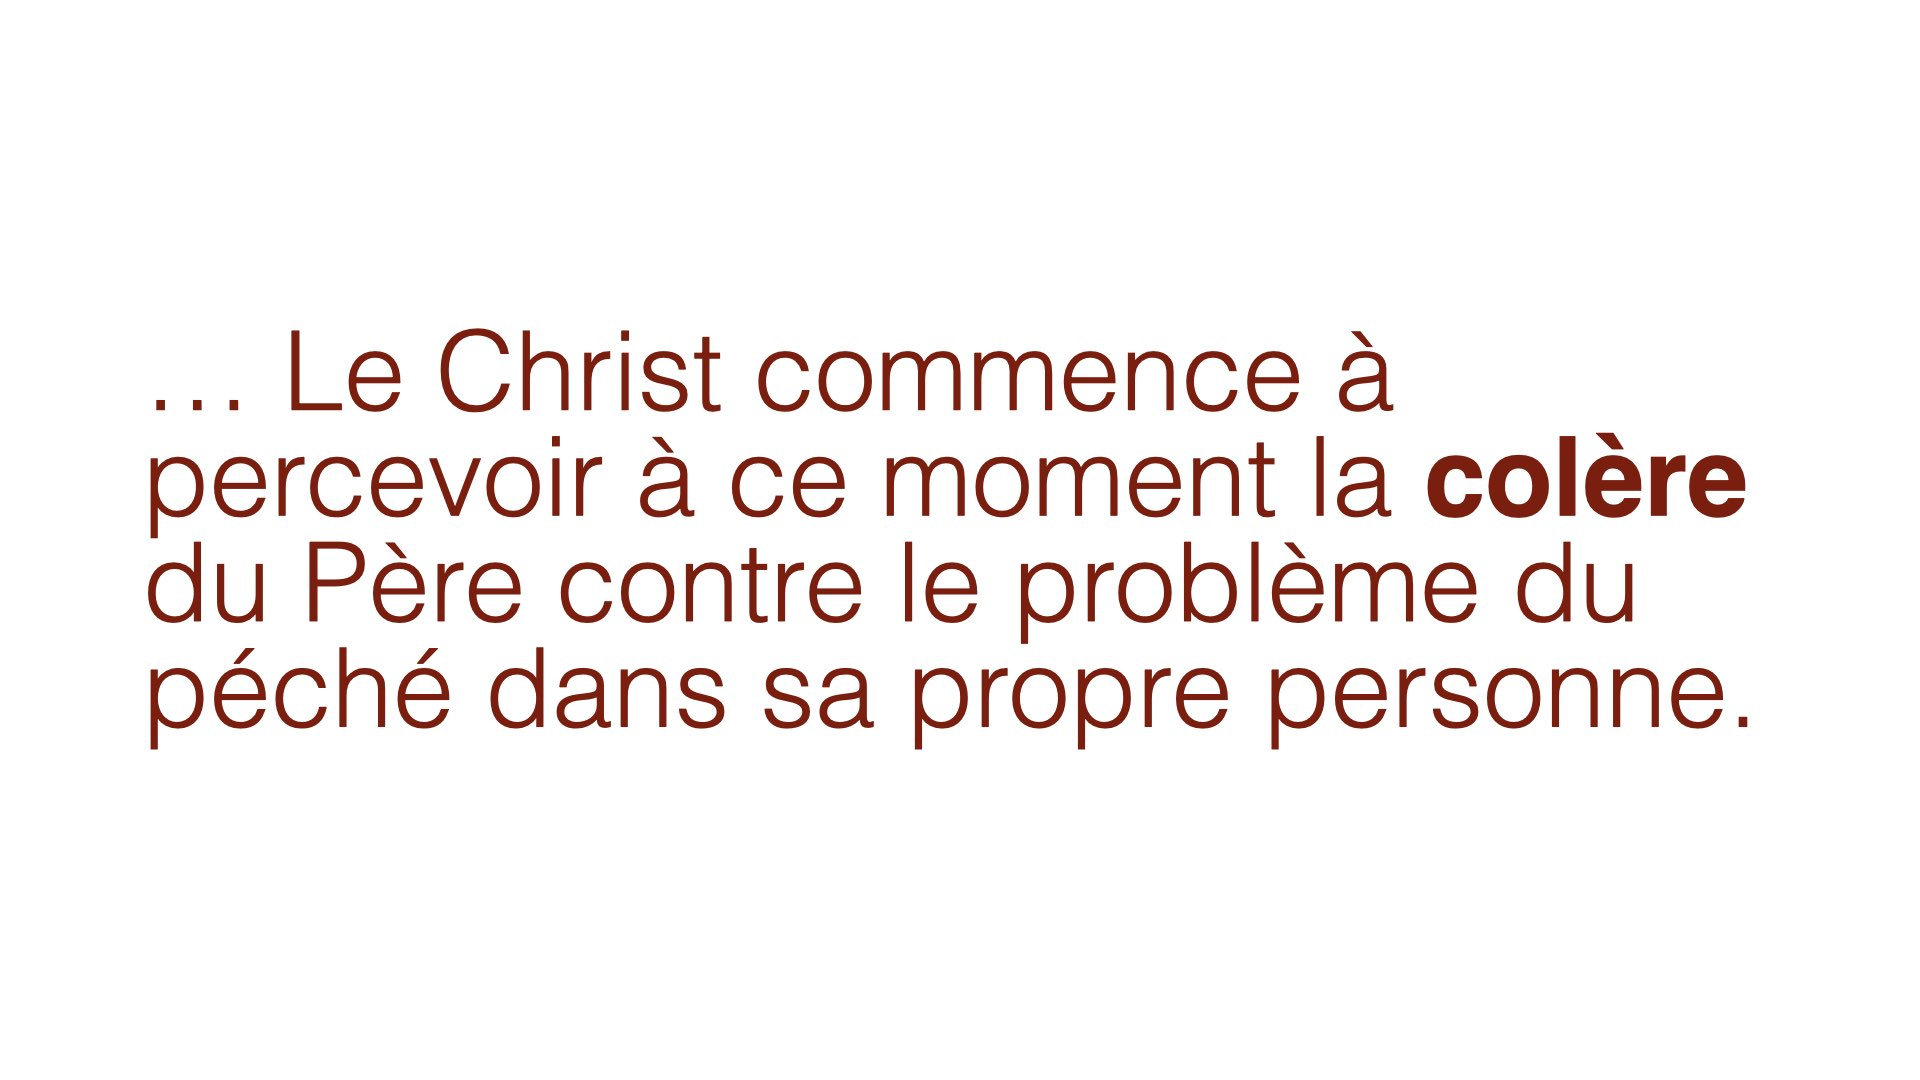 … Le Christ commence à
percevoir à ce moment la colère
du Père contre le problème du
péché dans sa propre personne.